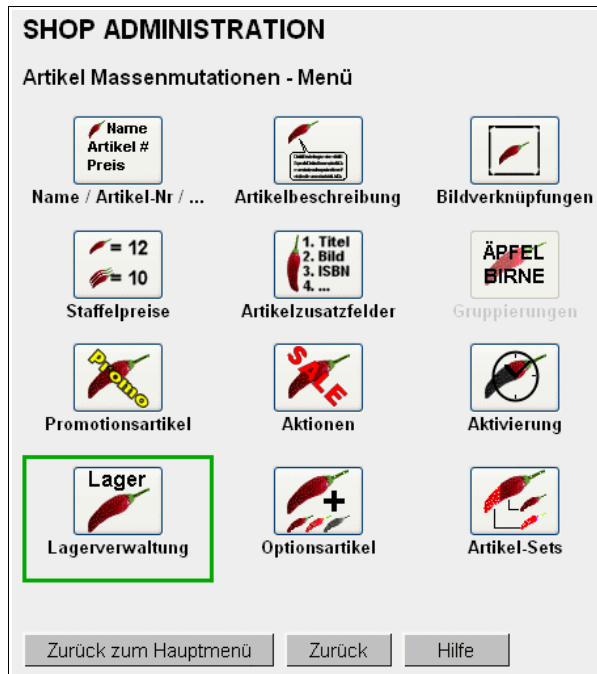 SHOP ADMINISTRATION
Artikel Massenmutationen - Menü
Name
Artikel #
Preis
Name / Artikel-Nr / ...
Artikelbeschreibung
Bildverknüpfungen
= 12
= 10
Staffelpreise
1. Titel
2. Bild
3. ISBN
4. ...
Artikelzusatzfelder
ÄPFEL
BIRNE
Gruppierungen
Promo
Promotionsartikel
SALE
Aktionen
Aktivierung
Lager
Lagerverwaltung
+
Optionsartikel
Artikel-Sets
Zurück zum Hauptmenü
Zurück
Hilfe